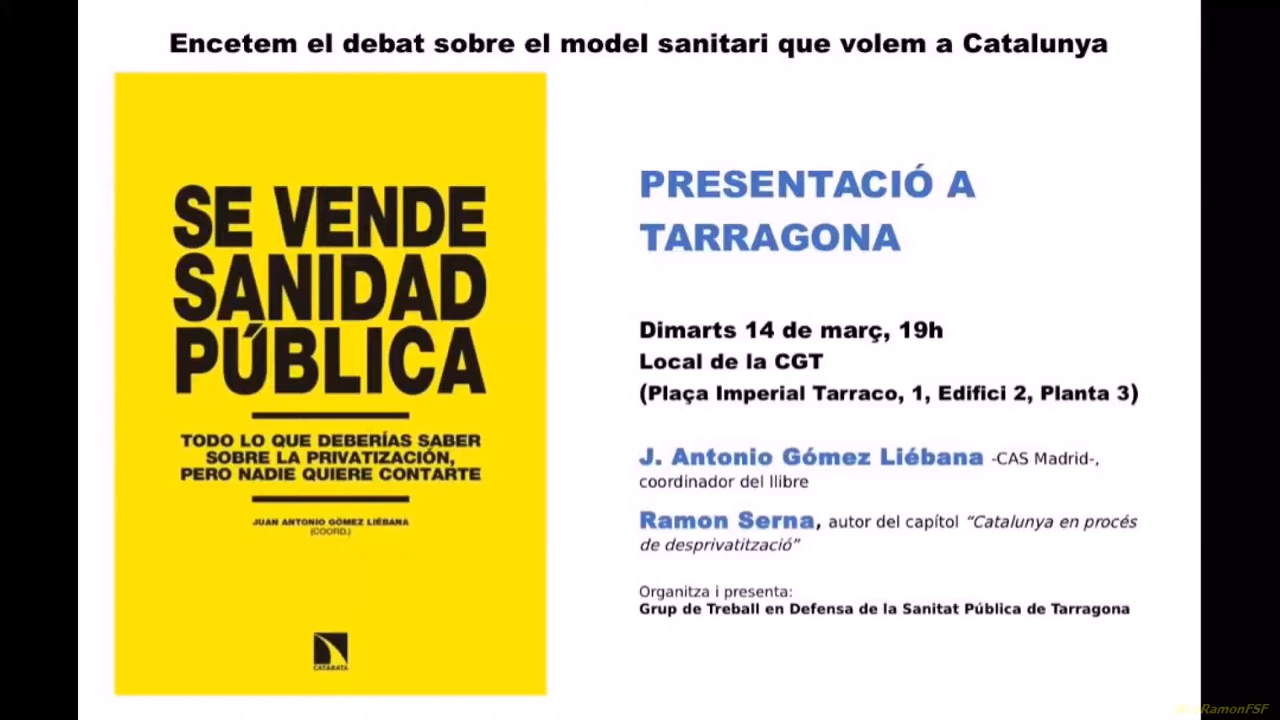 Encetem el debat sobre el model sanitari que volem a Catalunya
SE VENDE
SANIDAD
PÚBLICA
TODO LO QUE DEBERÍAS SABER
SOBRE LA PRIVATIZACIÓN,
PERO NADIE QUIERE CONTARTE
JUAN ANTONIO GÓMEZ LIÉBANA
(COORD.)
CATARATA
PRESENTACIÓ A
TARRAGONA
Dimarts 14 de març, 19h
Local de la CGT
(Plaça Imperial Tarraco, 1, Edifici 2, Planta 3)
J. Antonio Gómez Liébana -CAS Madrid-,
coordinador del llibre
Ramon Serna, autor del capítol “Catalunya en procés
de desprivatització”
Organitza i presenta:
Grup de Treball en Defensa de la Sanitat Pública de Tarragona
RamonFSF